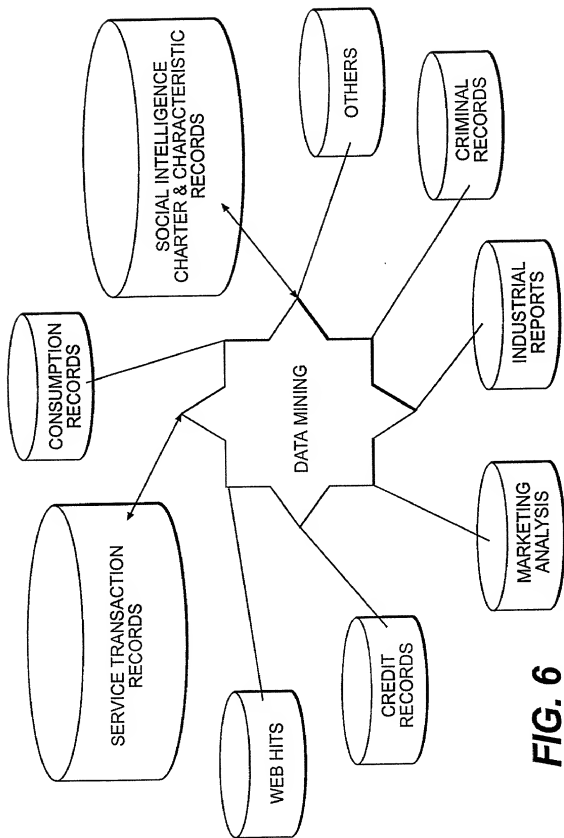 SERVICE TRANSACTION
RECORDS
CONSUMPTION
RECORDS
SOCIAL INTELLIGENCE
CHARTER & CHARACTERISTIC
RECORDS
WEB HITS
DATA MINING
OTHERS
CREDIT
RECORDS
CRIMINAL
RECORDS
MARKETING
ANALYSIS
INDUSTRIAL
REPORTS
FIG. 6